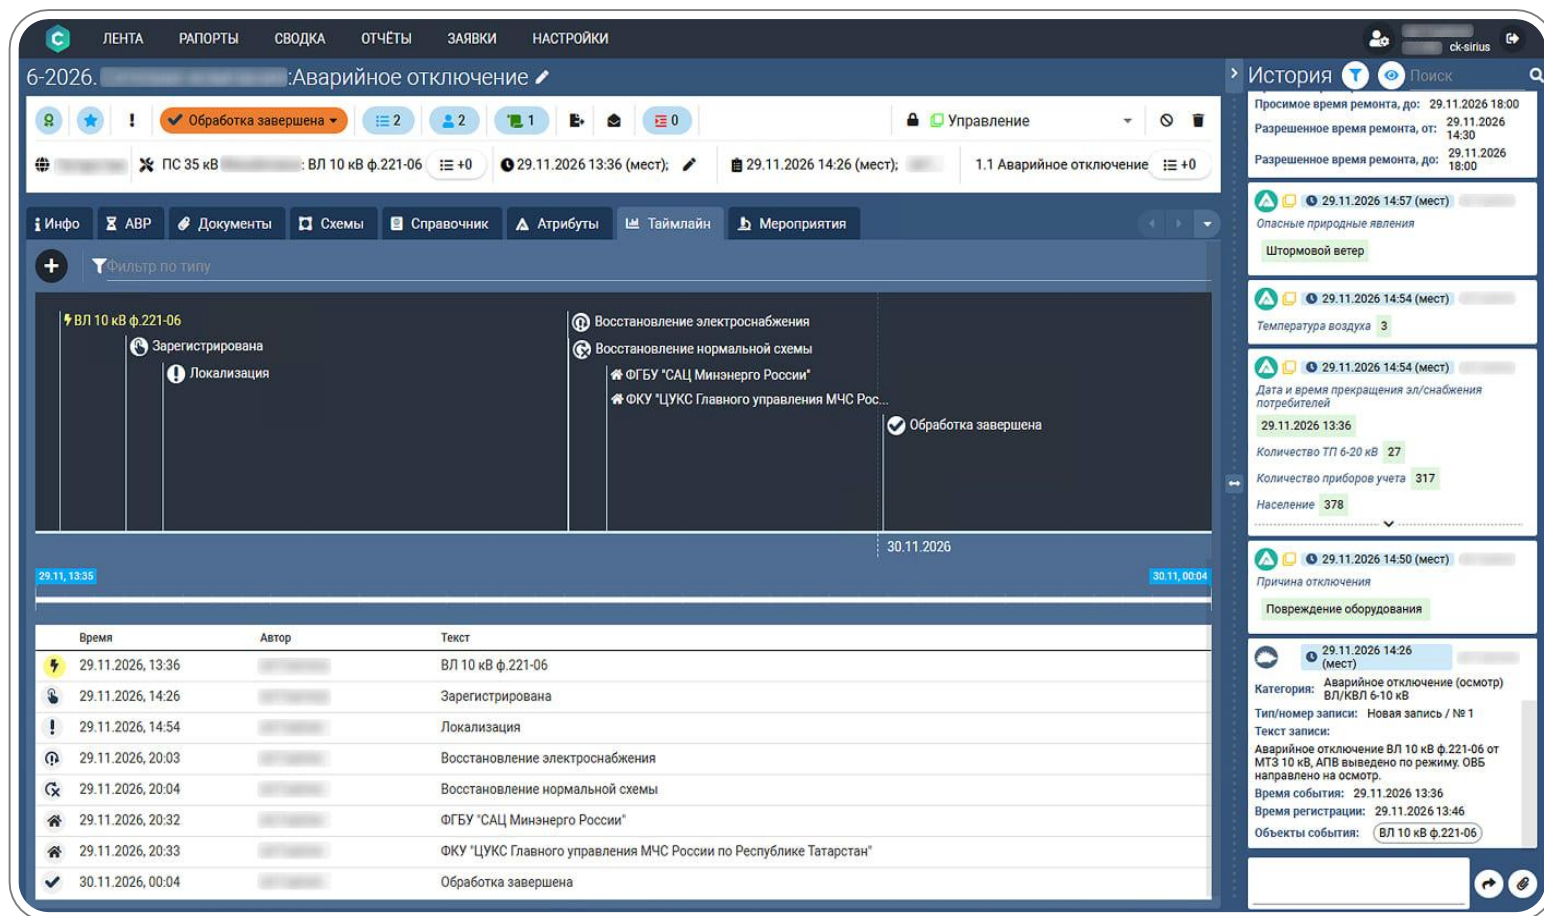 ЛЕНТА РАПОРТЫ СВОДКА ОТЧЁТЫ ЗАЯВКИ НАСТРОЙКИ
ck-sirius
6-2026. :Аварийное отключение
Обработка завершена 2 2 1 0 Управление
ПС 35 кВ : ВЛ 10 кВ ф.221-06 +0 29.11.2026 13:36 (мест); 29.11.2026 14:26 (мест); 1.1 Аварийное отключение +0
Инфо АВР Документы Схемы Справочник Атрибуты Таймлайн Мероприятия
Фильтр по типу
ВЛ 10 кВ ф.221-06
Зарегистрирована
Локализация
Восстановление электроснабжения
Восстановление нормальной схемы
ФГБУ "САЦ Минэнерго России"
ФКУ "ЦУКС Главного управления МЧС Рос...
Обработка завершена
30.11.2026
29.11, 13:35 30.11, 00:04
Время Автор Текст
29.11.2026, 13:36 ВЛ 10 кВ ф.221-06
29.11.2026, 14:26 Зарегистрирована
29.11.2026, 14:54 Локализация
29.11.2026, 20:03 Восстановление электроснабжения
29.11.2026, 20:04 Восстановление нормальной схемы
29.11.2026, 20:32 ФГБУ "САЦ Минэнерго России"
29.11.2026, 20:33 ФКУ "ЦУКС Главного управления МЧС России по Республике Татарстан"
30.11.2026, 00:04 Обработка завершена
История Поиск
Просимое время ремонта, до: 29.11.2026 18:00
Разрешенное время ремонта, от: 29.11.2026
14:30
Разрешенное время ремонта, до: 29.11.2026
18:00
29.11.2026 14:57 (мест)
Опасные природные явления
Штормовой ветер
29.11.2026 14:54 (мест)
Температура воздуха 3
29.11.2026 14:54 (мест)
Дата и время прекращения эл/снабжения
потребителей
29.11.2026 13:36
Количество ТП 6-20 кВ 27
Количество приборов учета 317
Население 378
29.11.2026 14:50 (мест)
Причина отключения
Повреждение оборудования
29.11.2026 14:26
(мест)
Категория: Аварийное отключение (осмотр)
ВЛ/КВЛ 6-10 кВ
Тип/номер записи: Новая запись / № 1
Текст записи:
Аварийное отключение ВЛ 10 кВ ф.221-06 от
МТЗ 10 кВ, АПВ выведено по режиму. ОВБ
направлено на осмотр.
Время события: 29.11.2026 13:36
Время регистрации: 29.11.2026 13:46
Объекты события: ВЛ 10 кВ ф.221-06